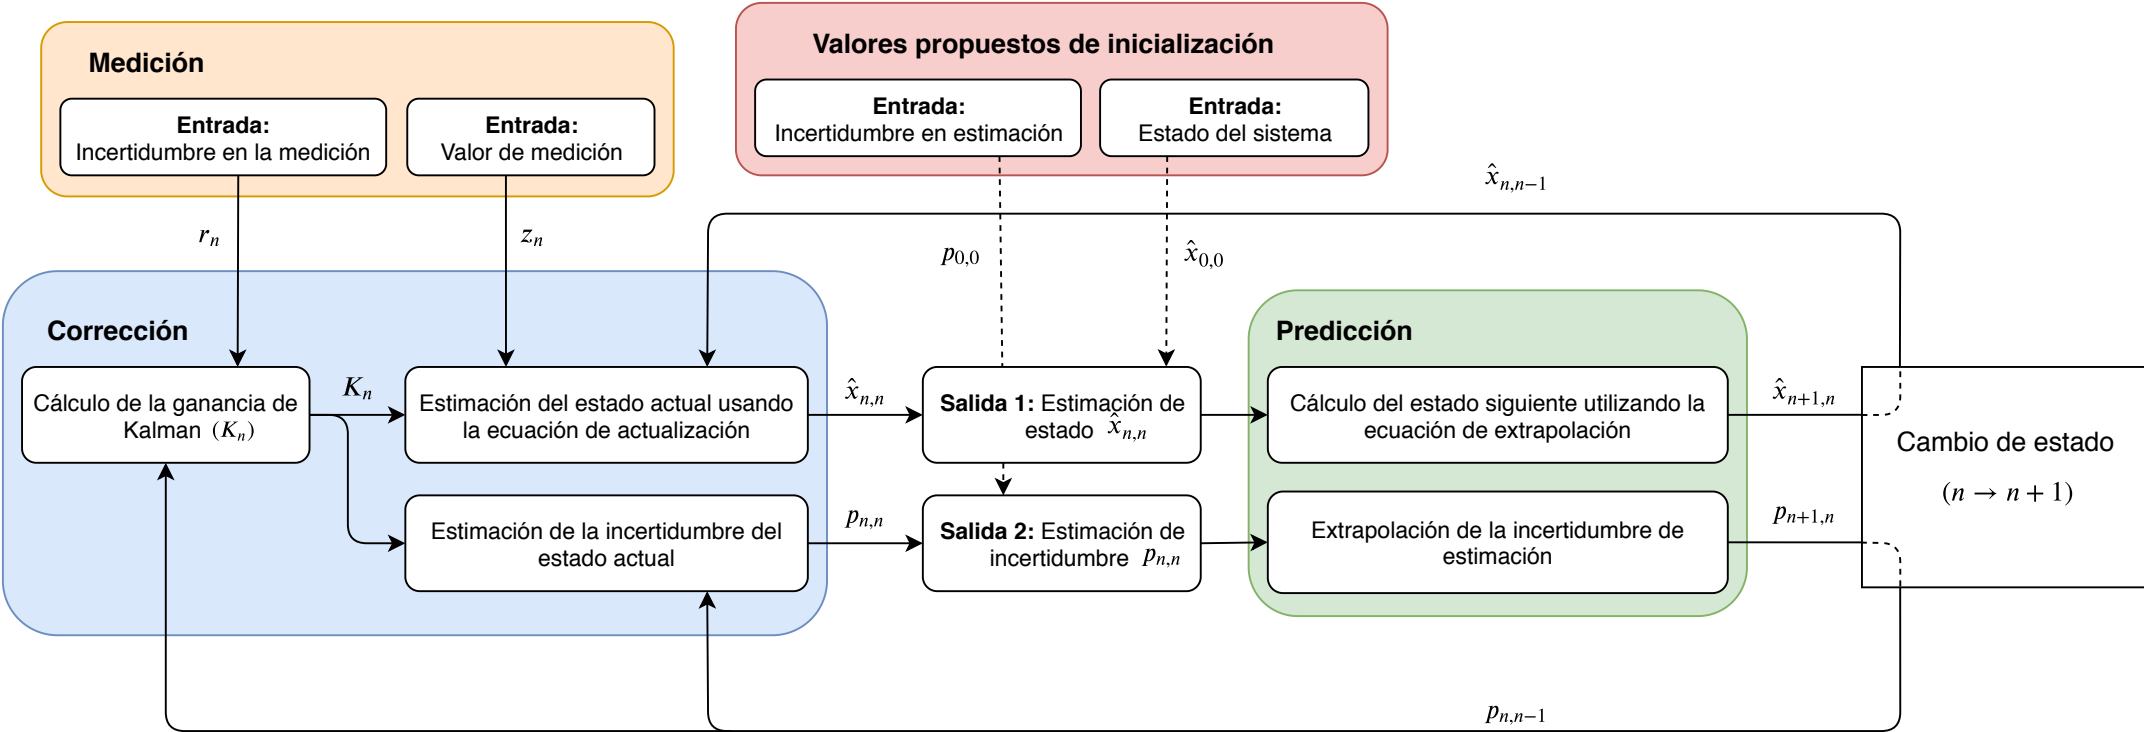 Medición
Entrada:
Incertidumbre en la medición
Entrada:
Valor de medición
Valores propuestos de inicialización
Entrada:
Incertidumbre en estimación
Entrada:
Estado del sistema
x̂ₙ,ₙ₋₁
rₙ
zₙ
p₀,₀
x̂₀,₀
Corrección
Cálculo de la ganancia de
Kalman (Kₙ)
Kₙ
Estimación del estado actual usando
la ecuación de actualización
x̂ₙ,ₙ
Salida 1: Estimación de
estado x̂ₙ,ₙ
Estimación de la incertidumbre del
estado actual
pₙ,ₙ
Salida 2: Estimación de
incertidumbre pₙ,ₙ
Predicción
Cálculo del estado siguiente utilizando la
ecuación de extrapolación
x̂ₙ₊₁,ₙ
Extrapolación de la incertidumbre de
estimación
pₙ₊₁,ₙ
Cambio de estado
(n → n + 1)
pₙ,ₙ₋₁